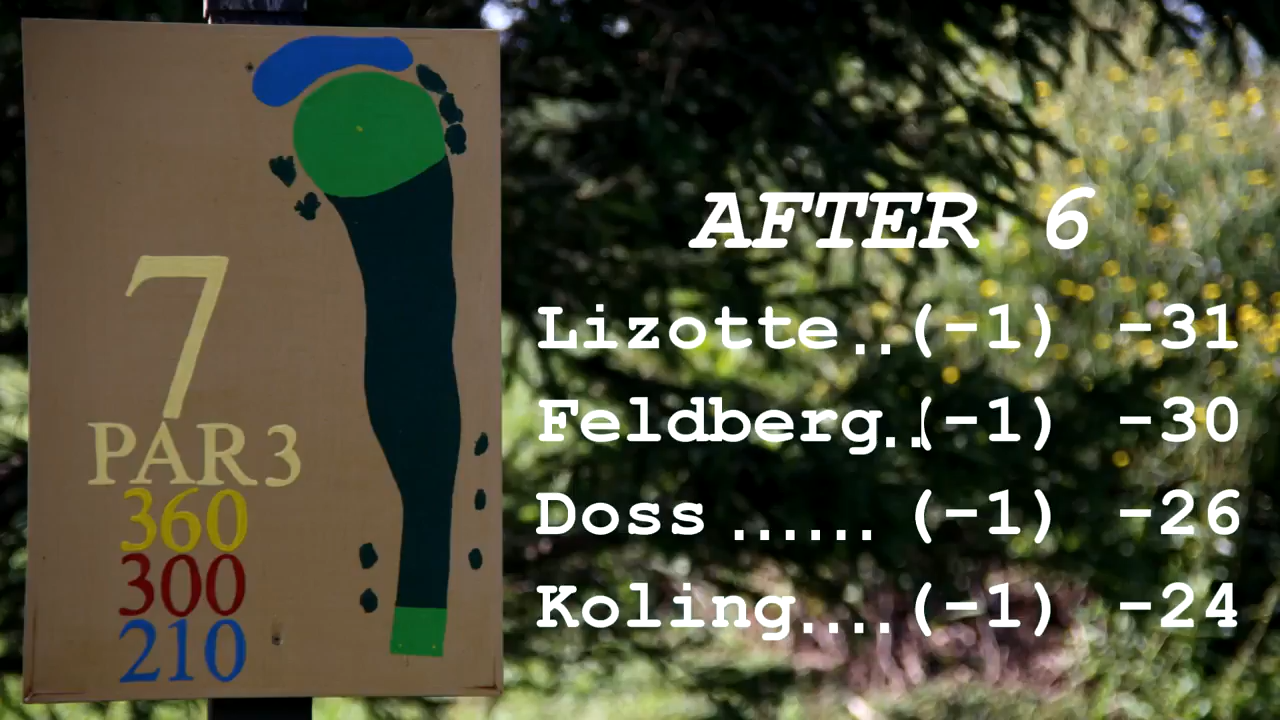 7
PAR 3
360
300
210
AFTER 6
Lizotte..(-1) -31
Feldberg..(-1) -30
Doss ...... (-1) -26
Koling....(-1) -24